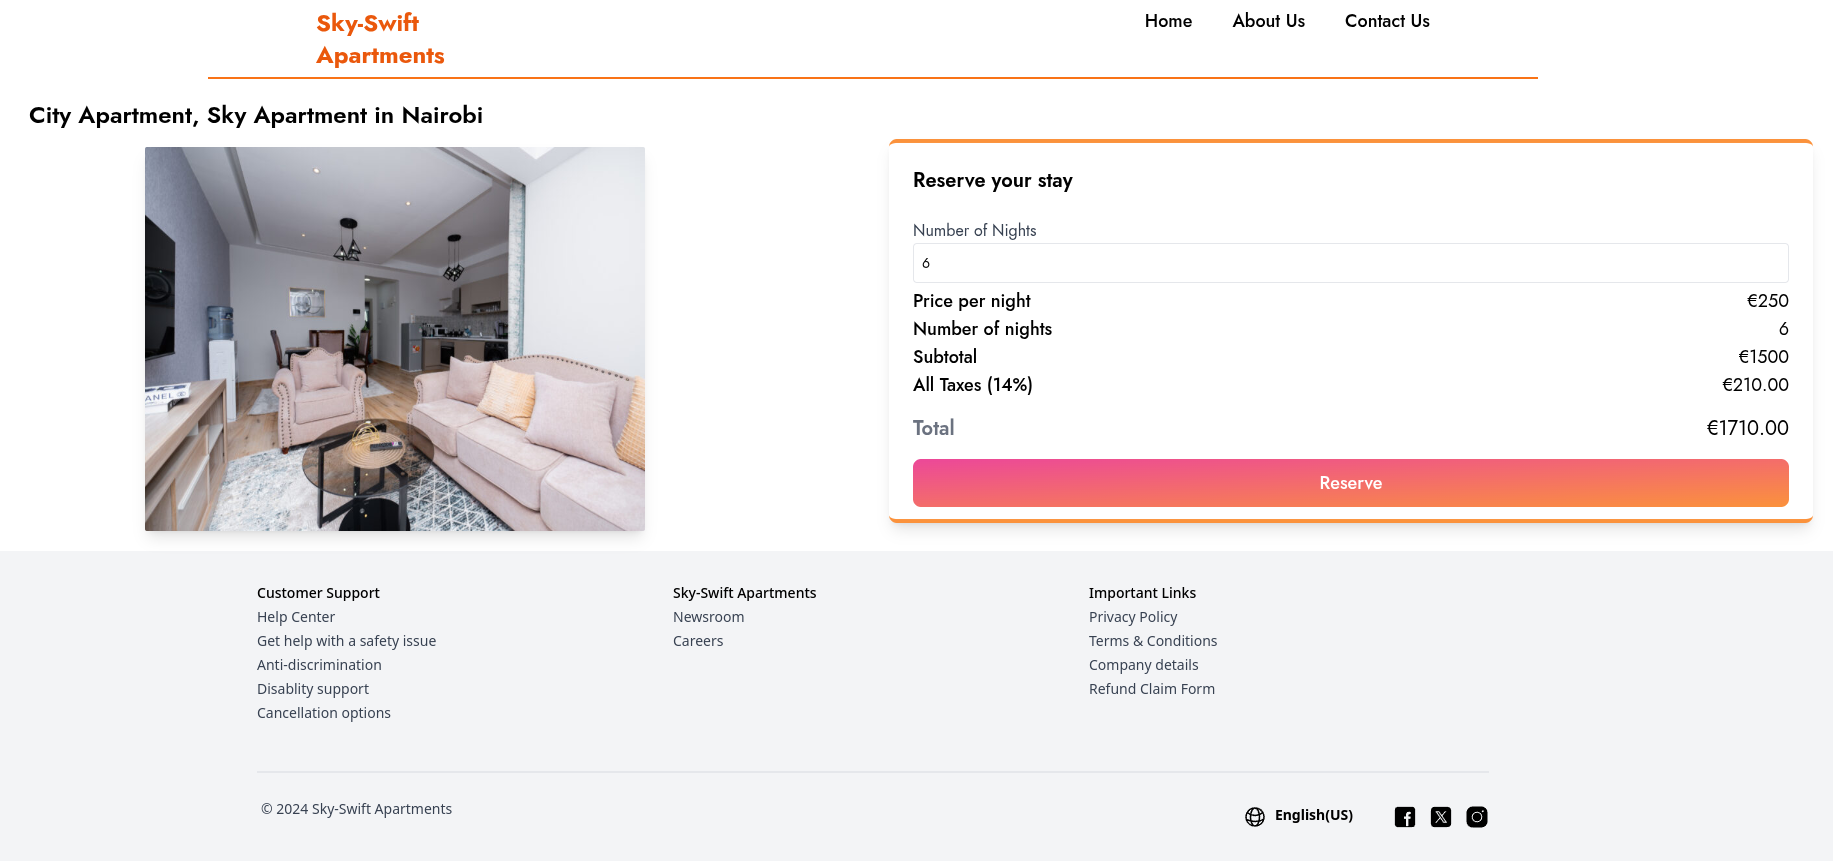 Sky-Swift
Apartments
Home About Us Contact Us
City Apartment, Sky Apartment in Nairobi
ANEL
Reserve your stay
Number of Nights
6
Price per night €250
Number of nights 6
Subtotal €1500
All Taxes (14%) €210.00
Total €1710.00
Reserve
Customer Support
Help Center
Get help with a safety issue
Anti-discrimination
Disablity support
Cancellation options
Sky-Swift Apartments
Newsroom
Careers
Important Links
Privacy Policy
Terms & Conditions
Company details
Refund Claim Form
© 2024 Sky-Swift Apartments
English(US)